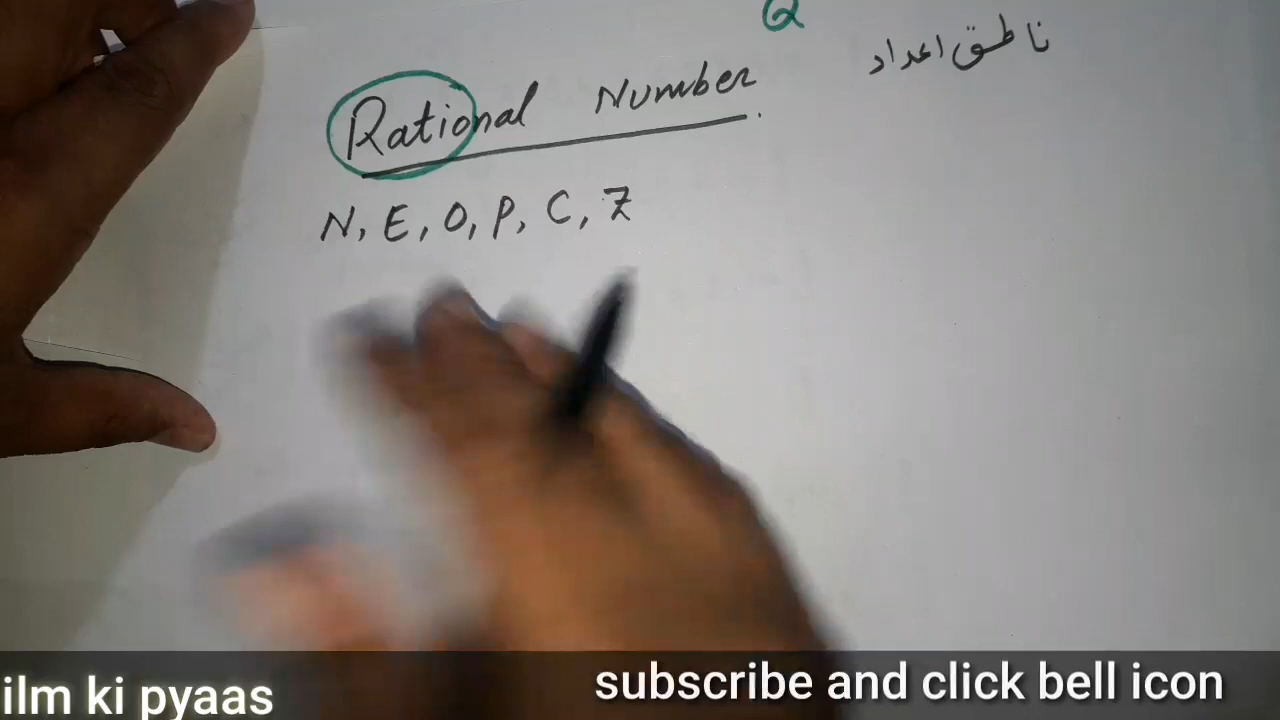 Q
ناطق اعداد
Rational Number.
N, E, O, P, C, Z
ilm ki pyaas
subscribe and click bell icon